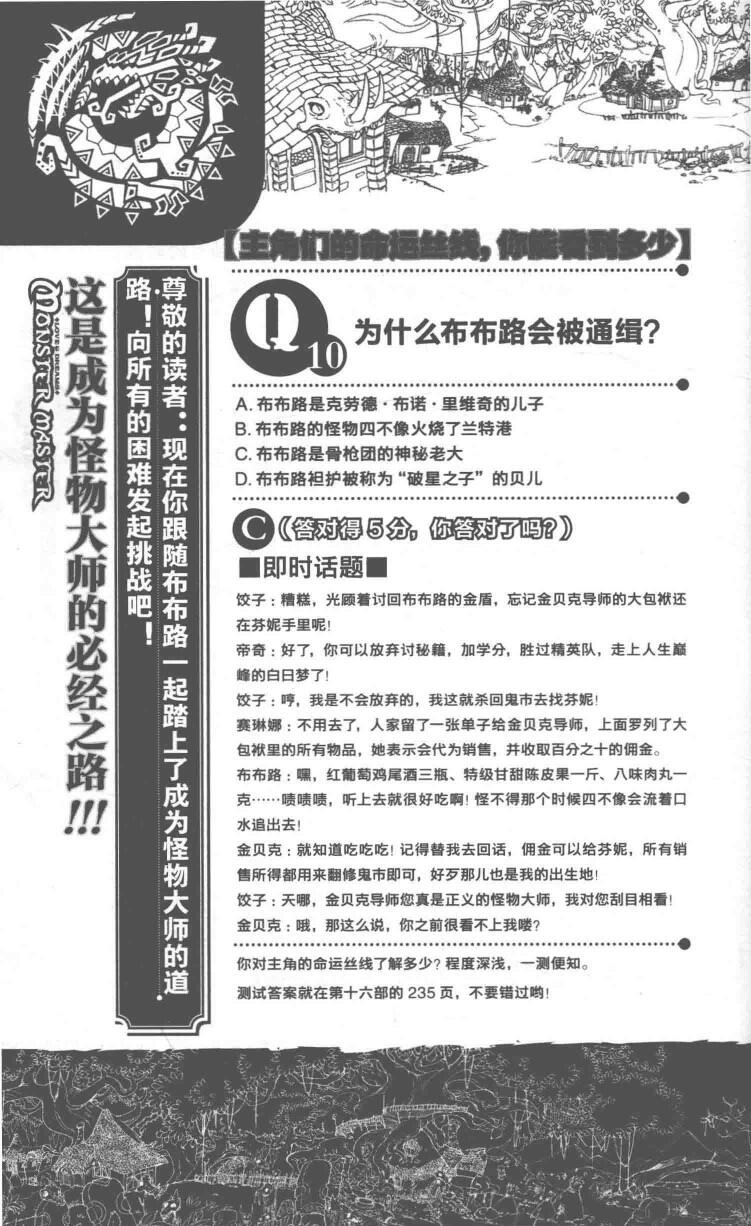 【主角们的命运丝线，你能看到多少】
Q10
为什么布布路会被通缉？
A. 布布路是克劳德·布诺·里维奇的儿子
B. 布布路的怪物四不像火烧了兰特港
C. 布布路是骨枪团的神秘老大
D. 布布路袒护被称为“破星之子”的贝儿
C（答对得5分，你答对了吗？）
■即时话题■
饺子：糟糕，光顾着讨回布布路的金盾，忘记金贝克导师的大包袱还
在芬妮手里呢！
帝奇：好了，你可以放弃讨秘籍，加学分，胜过精英队，走上人生巅
峰的白日梦了！
饺子：哼，我是不会放弃的，我这就杀回鬼市去找芬妮！
赛琳娜：不用去了，人家留了一张单子给金贝克导师，上面罗列了大
包袱里的所有物品，她表示会代为销售，并收取百分之十的佣金。
布布路：嘿，红葡萄鸡尾酒三瓶、特级甘甜陈皮果一斤、八味肉丸一
克……啧啧啧，听上去就很好吃啊！怪不得那个时候四不像会流着口
水追出去！
金贝克：就知道吃吃吃！记得替我去回话，佣金可以给芬妮，所有销
售所得都用来翻修鬼市即可，好歹那儿也是我的出生地！
饺子：天哪，金贝克导师您真是正义的怪物大师，我对您刮目相看！
金贝克：哦，那这么说，你之前很看不上我喽？
你对主角的命运丝线了解多少？程度深浅，一测便知。
测试答案就在第十六部的 235 页，不要错过哟！
尊敬的读者：现在你跟随布布路一起踏上了成为怪物大师的道
路！向所有的困难发起挑战吧！
这是成为怪物大师的必经之路!!!
+LOVE & DREAMS+
MONSTER MASTER